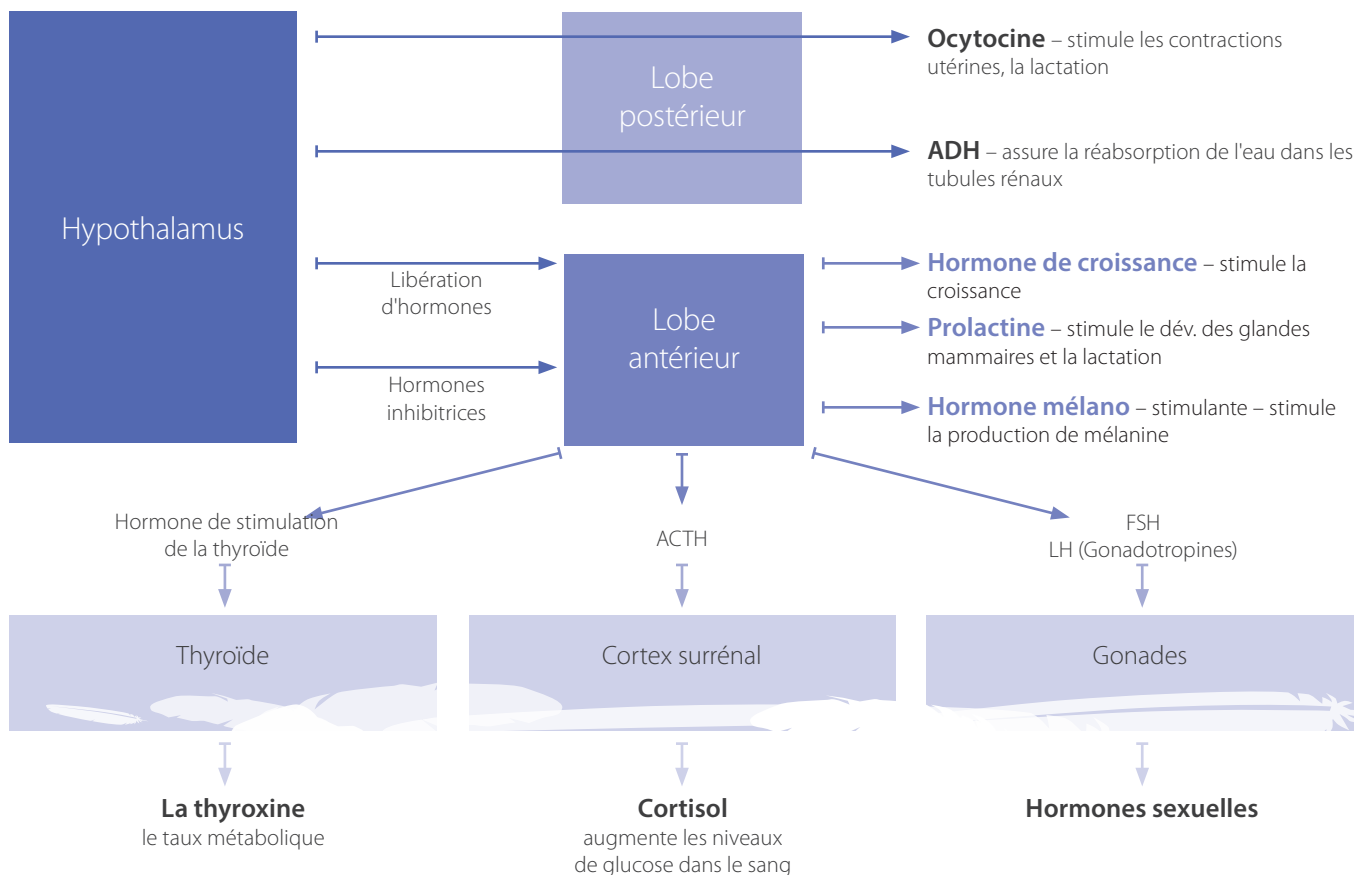 Ocytocine – stimule les contractions
utérines, la lactation
Lobe
postérieur
ADH – assure la réabsorption de l'eau dans les
tubules rénaux
Hypothalamus
Libération
d'hormones
Hormones
inhibitrices
Lobe
antérieur
Hormone de croissance – stimule la
croissance
Prolactine – stimule le dév. des glandes
mammaires et la lactation
Hormone mélano – stimulante – stimule
la production de mélanine
Hormone de stimulation
de la thyroïde
ACTH
FSH
LH (Gonadotropines)
Thyroïde
Cortex surrénal
Gonades
La thyroxine
le taux métabolique
Cortisol
augmente les niveaux
de glucose dans le sang
Hormones sexuelles